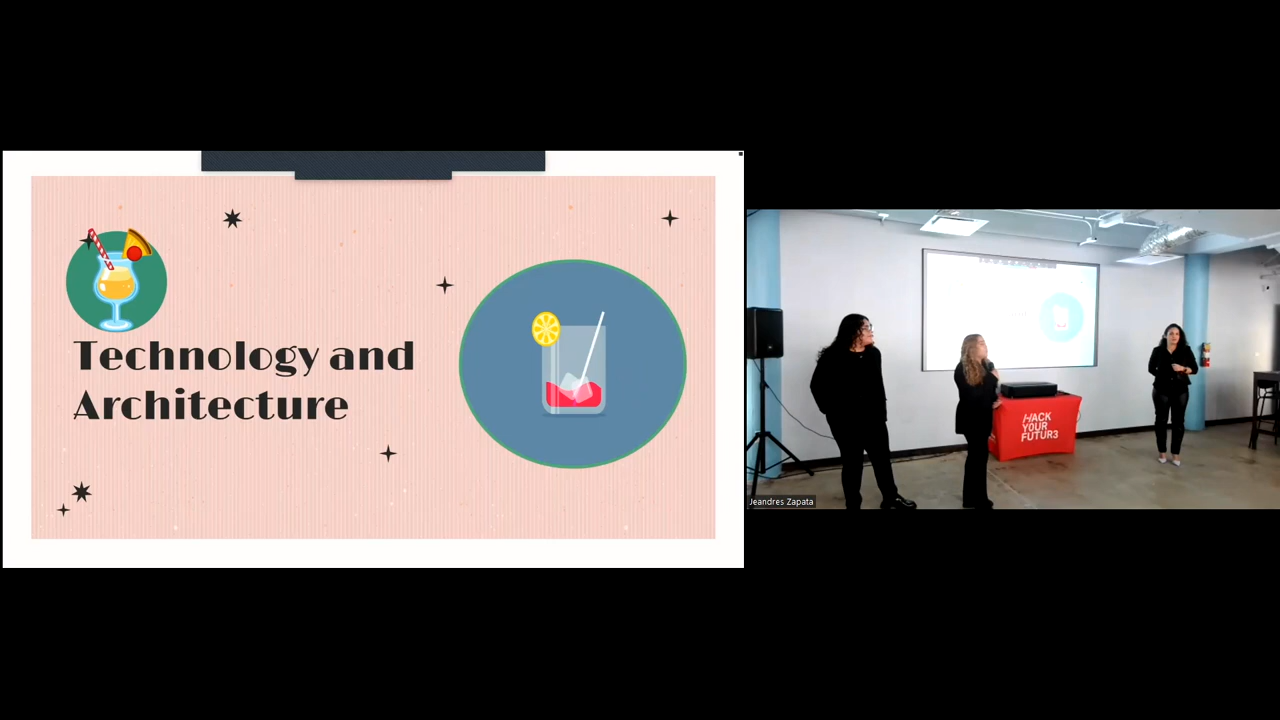 Technology and
Architecture
HACK
YOUR
FUTUR3
Jeandres Zapata